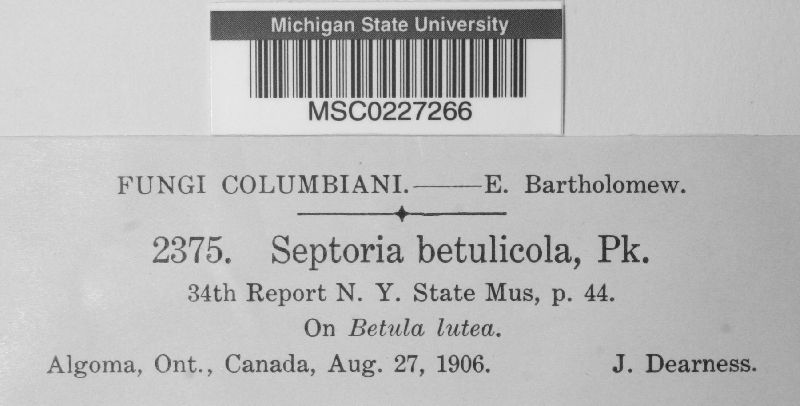 Michigan State University
MSC0227266
FUNGI COLUMBIANI.——E. Bartholomew.
2375. Septoria betulicola, Pk.
34th Report N. Y. State Mus, p. 44.
On Betula lutea.
Algoma, Ont., Canada, Aug. 27, 1906. J. Dearness.